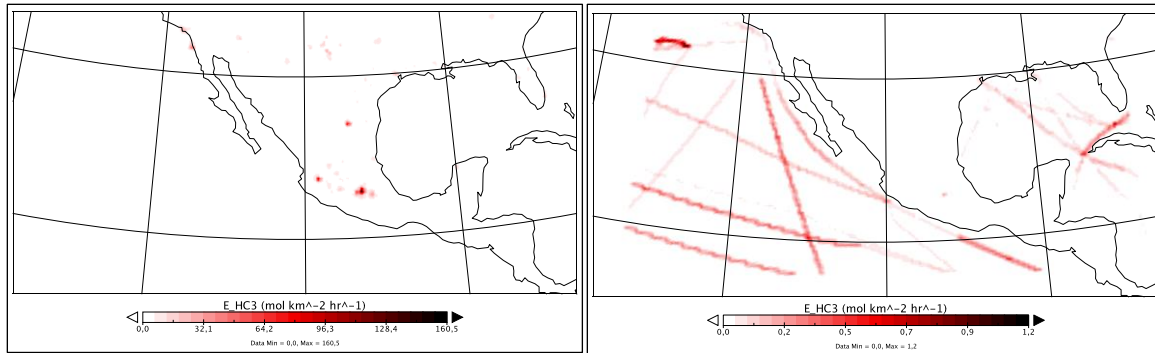 E_HC3 (mol km^-2 hr^-1)
0,0 32,1 64,2 96,3 128,4 160,5
Data Min = 0,0, Max = 160,5
E_HC3 (mol km^-2 hr^-1)
0,0 0,2 0,5 0,7 0,9 1,2
Data Min = 0,0, Max = 1,2